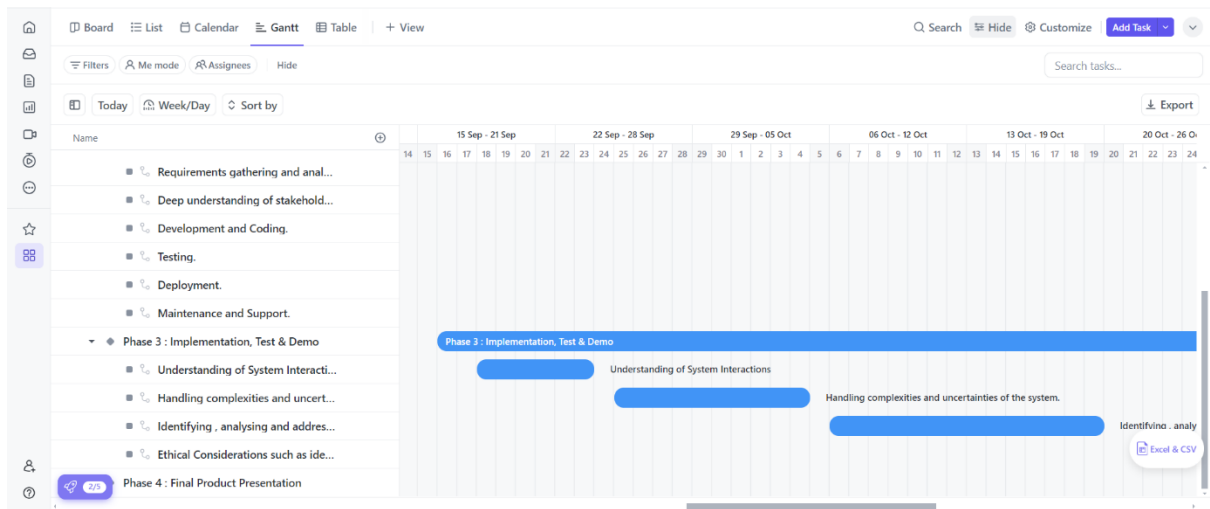 Board List Calendar Gantt Table + View Search Hide Customize Add Task
Filters Me mode Assignees Hide Search tasks...
Today Week/Day Sort by Export
Name 15 Sep - 21 Sep 22 Sep - 28 Sep 29 Sep - 05 Oct 06 Oct - 12 Oct 13 Oct - 19 Oct 20 Oct - 26 O
14 15 16 17 18 19 20 21 22 23 24 25 26 27 28 29 30 1 2 3 4 5 6 7 8 9 10 11 12 13 14 15 16 17 18 19 20 21 22 23 24
Requirements gathering and anal...
Deep understanding of stakehold...
Development and Coding.
Testing.
Deployment.
Maintenance and Support.
Phase 3 : Implementation, Test & Demo Phase 3 : Implementation, Test & Demo
Understanding of System Interacti... Understanding of System Interactions
Handling complexities and uncert... Handling complexities and uncertainties of the system.
Identifying , analysing and addres... Identifying , analy
Ethical Considerations such as ide... Excel & CSV
2/5 Phase 4 : Final Product Presentation